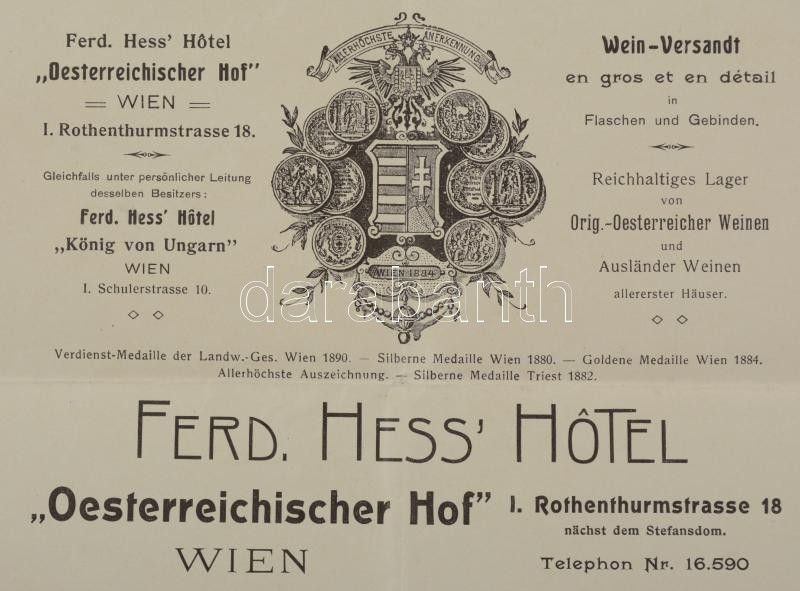 Ferd. Hess' Hôtel
„Oesterreichischer Hof"
WIEN
I. Rothenthurmstrasse 18.
Gleichfalls unter persönlicher Leitung
desselben Besitzers:
Ferd. Hess' Hôtel
„König von Ungarn"
WIEN
I. Schulerstrasse 10.
ALLERHÖCHSTE ANERKENNUNG
WIEN 1884
Wein-Versandt
en gros et en détail
in
Flaschen und Gebinden.
Reichhaltiges Lager
von
Orig.-Oesterreicher Weinen
und
Ausländer Weinen
allererster Häuser.
darabanth
Verdienst-Medaille der Landw.-Ges. Wien 1890. — Silberne Medaille Wien 1880. — Goldene Medaille Wien 1884.
Allerhöchste Auszeichnung. — Silberne Medaille Triest 1882.
FERD. HESS' HÔTEL
„Oesterreichischer Hof" I. Rothenthurmstrasse 18
nächst dem Stefansdom.
WIEN Telephon Nr. 16.590